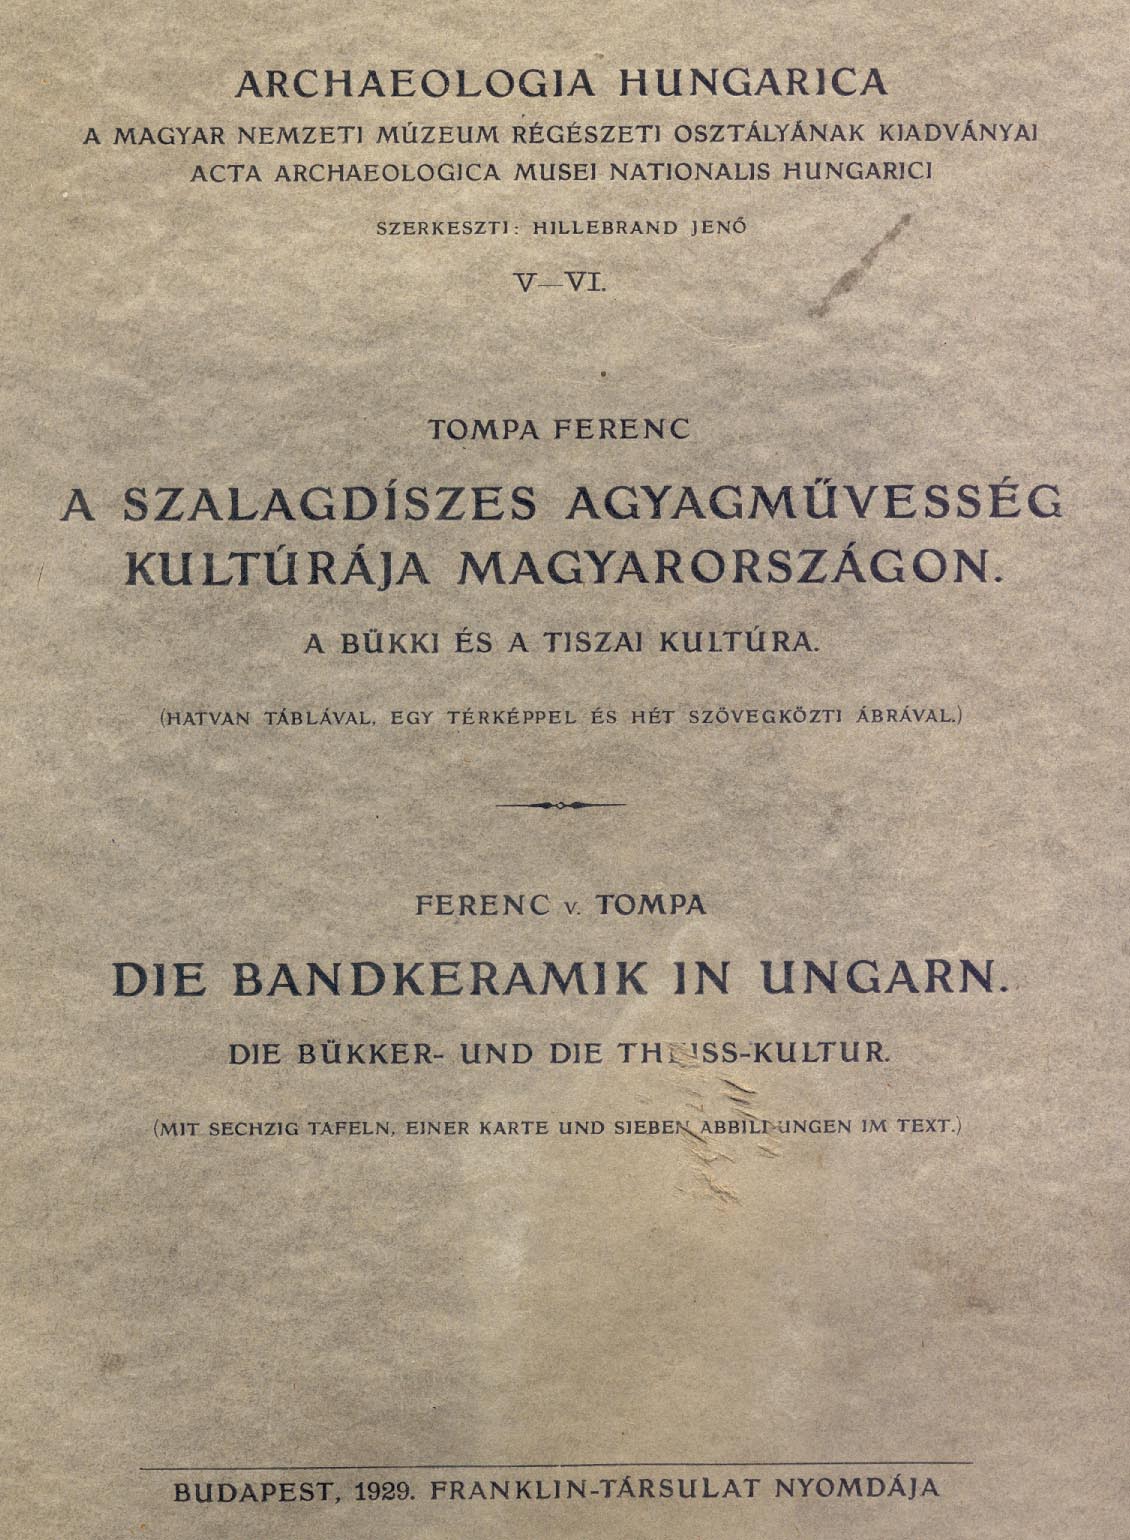 ARCHAEOLOGIA HUNGARICA
A MAGYAR NEMZETI MÚZEUM RÉGÉSZETI OSZTÁLYÁNAK KIADVÁNYAI
ACTA ARCHAEOLOGICA MUSEI NATIONALIS HUNGARICI
SZERKESZTI: HILLEBRAND JENŐ
V—VI.
TOMPA FERENC
A SZALAGDÍSZES AGYAGMŰVESSÉG
KULTÚRÁJA MAGYARORSZÁGON.
A BÜKKI ÉS A TISZAI KULTÚRA.
(HATVAN TÁBLÁVAL, EGY TÉRKÉPPEL ÉS HÉT SZÖVEGKÖZTI ÁBRÁVAL.)
FERENC v. TOMPA
DIE BANDKERAMIK IN UNGARN.
DIE BÜKKER- UND DIE THEISS-KULTUR.
(MIT SECHZIG TAFELN, EINER KARTE UND SIEBEN ABBILDUNGEN IM TEXT.)
BUDAPEST, 1929. FRANKLIN-TÁRSULAT NYOMDÁJA